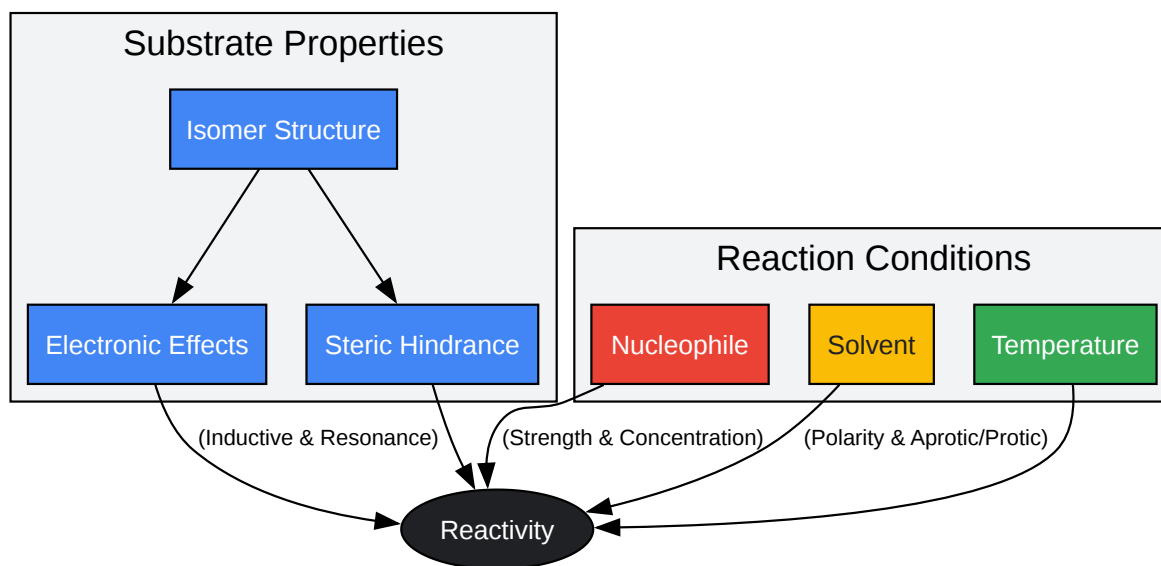 Substrate Properties
Isomer Structure
Reaction Conditions
Electronic Effects
Steric Hindrance
Nucleophile
Solvent
Temperature
(Inductive & Resonance)
(Strength & Concentration)
(Polarity & Aprotic/Protic)
Reactivity